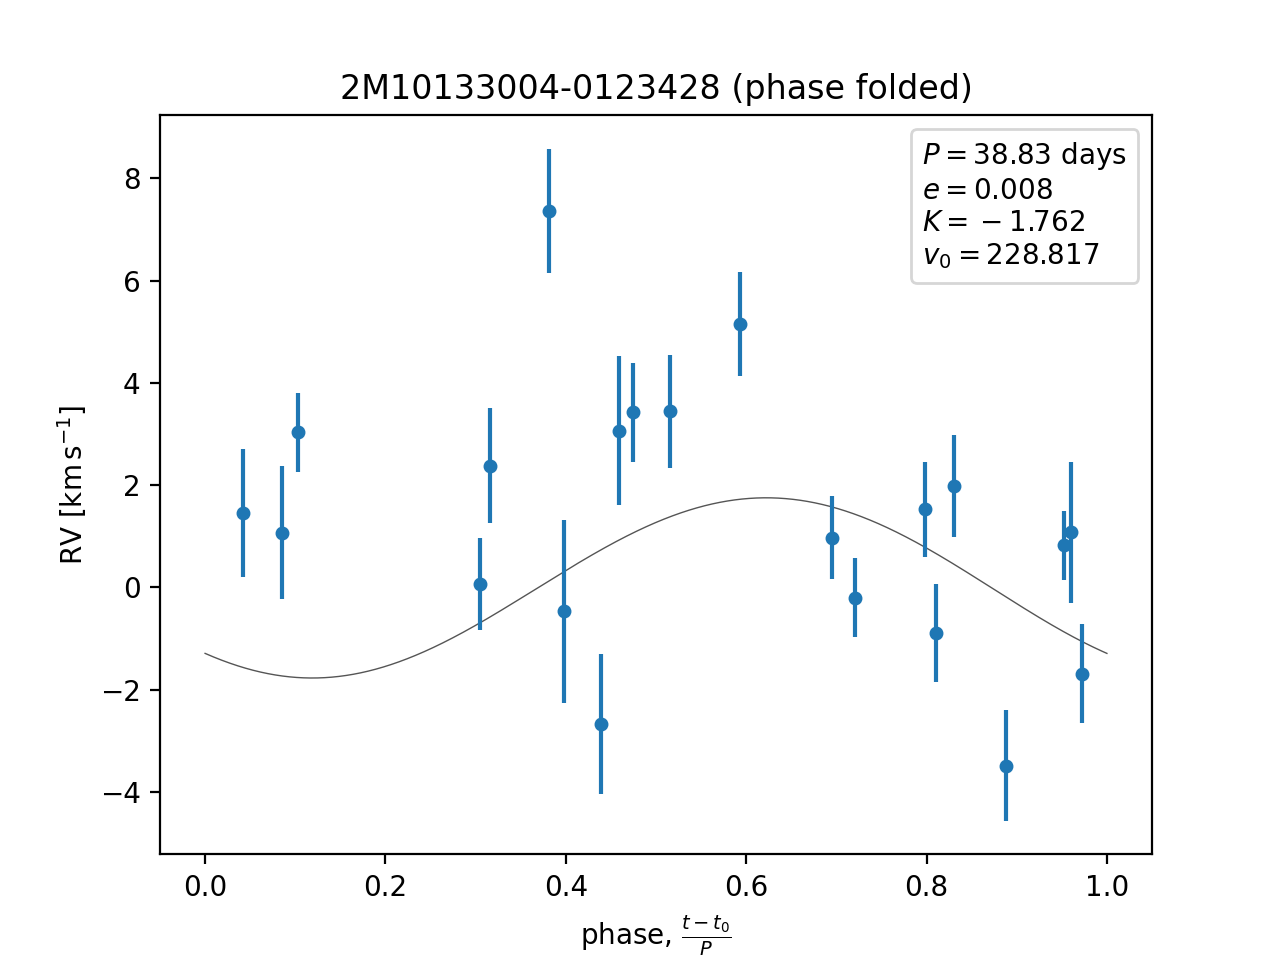 2M10133004-0123428 (phase folded)
P = 38.83 days
e = 0.008
K = −1.762
v₀ = 228.817
RV [km s⁻¹]
8
6
4
2
0
−2
−4
0.0 0.2 0.4 0.6 0.8 1.0
phase, (t − t₀)/P